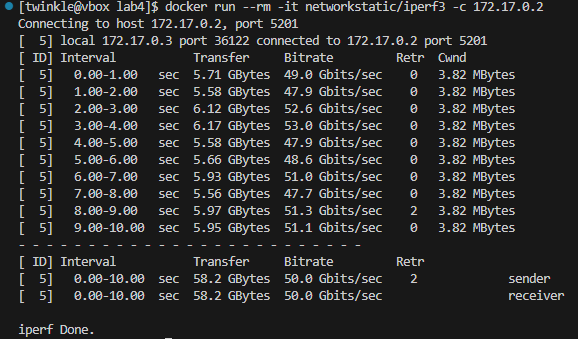 [twinkle@vbox lab4]$ docker run --rm -it networkstatic/iperf3 -c 172.17.0.2
Connecting to host 172.17.0.2, port 5201
[  5] local 172.17.0.3 port 36122 connected to 172.17.0.2 port 5201
[ ID] Interval           Transfer     Bitrate         Retr  Cwnd
[  5]   0.00-1.00   sec  5.71 GBytes  49.0 Gbits/sec    0   3.82 MBytes
[  5]   1.00-2.00   sec  5.58 GBytes  47.9 Gbits/sec    0   3.82 MBytes
[  5]   2.00-3.00   sec  6.12 GBytes  52.6 Gbits/sec    0   3.82 MBytes
[  5]   3.00-4.00   sec  6.17 GBytes  53.0 Gbits/sec    0   3.82 MBytes
[  5]   4.00-5.00   sec  5.58 GBytes  47.9 Gbits/sec    0   3.82 MBytes
[  5]   5.00-6.00   sec  5.66 GBytes  48.6 Gbits/sec    0   3.82 MBytes
[  5]   6.00-7.00   sec  5.93 GBytes  51.0 Gbits/sec    0   3.82 MBytes
[  5]   7.00-8.00   sec  5.56 GBytes  47.7 Gbits/sec    0   3.82 MBytes
[  5]   8.00-9.00   sec  5.97 GBytes  51.3 Gbits/sec    2   3.82 MBytes
[  5]   9.00-10.00  sec  5.95 GBytes  51.1 Gbits/sec    0   3.82 MBytes
- - - - - - - - - - - - - - - - - - - - - - - - -
[ ID] Interval           Transfer     Bitrate         Retr
[  5]   0.00-10.00  sec  58.2 GBytes  50.0 Gbits/sec    2             sender
[  5]   0.00-10.00  sec  58.2 GBytes  50.0 Gbits/sec                  receiver
iperf Done.